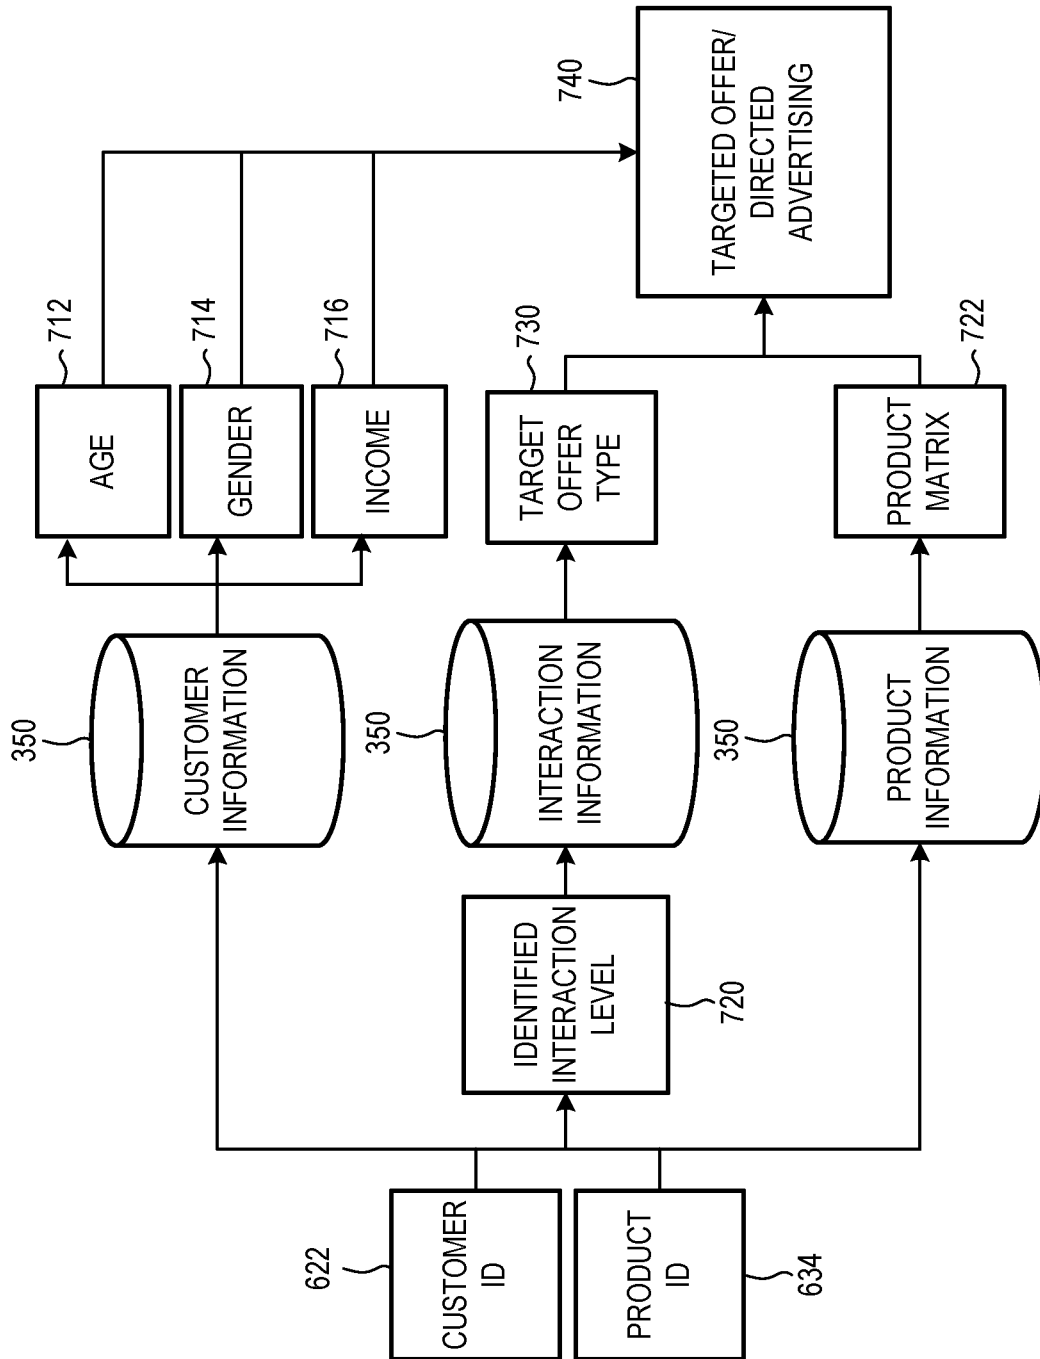 622
CUSTOMER
ID
PRODUCT
ID
634
IDENTIFIED
INTERACTION
LEVEL
720
350
CUSTOMER
INFORMATION
350
INTERACTION
INFORMATION
350
PRODUCT
INFORMATION
AGE
712
GENDER
714
INCOME
716
TARGET
OFFER
TYPE
730
PRODUCT
MATRIX
722
TARGETED OFFER/
DIRECTED
ADVERTISING
740